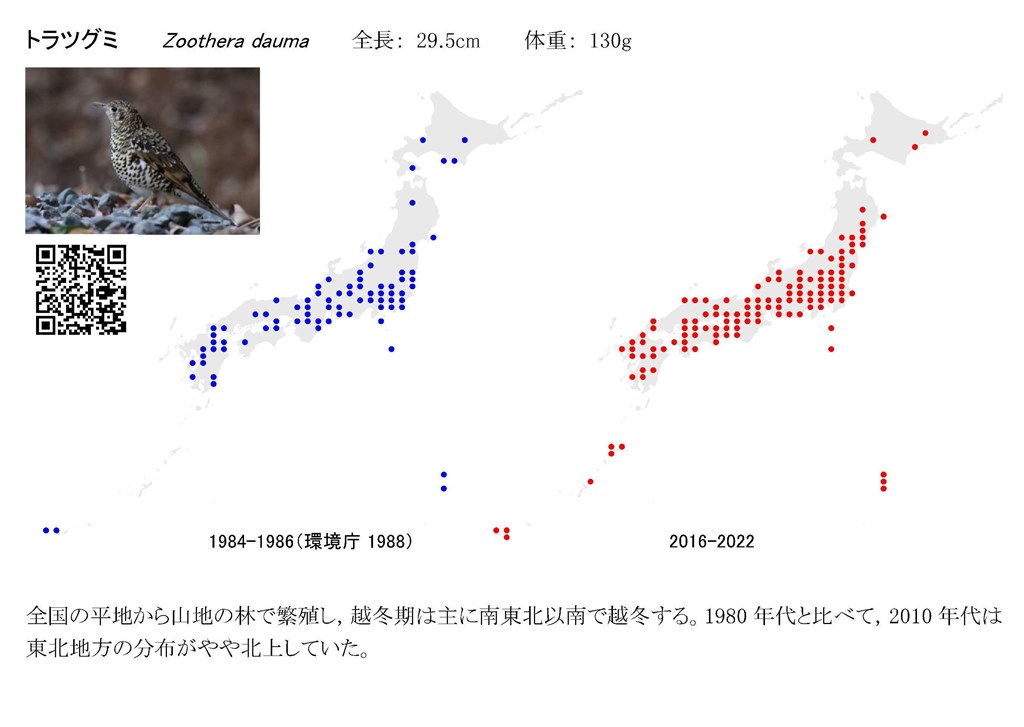 トラツグミ Zoothera dauma 全長： 29.5cm 体重： 130g
1984-1986（環境庁 1988）
2016-2022
全国の平地から山地の林で繁殖し，越冬期は主に南東北以南で越冬する。1980 年代と比べて，2010 年代は
東北地方の分布がやや北上していた。